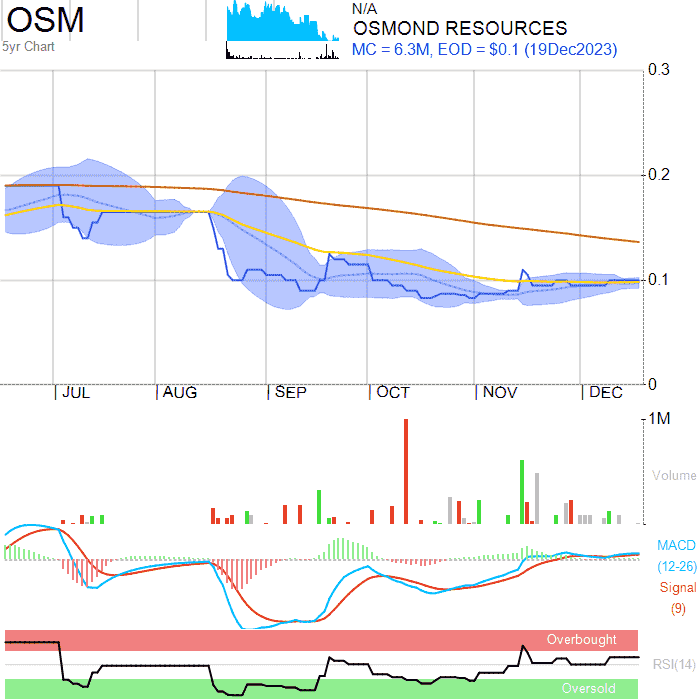 OSM
5yr Chart
N/A
OSMOND RESOURCES
MC = 6.3M, EOD = $0.1 (19Dec2023)
0.3
0.2
0.1
0
JUL AUG SEP OCT NOV DEC
1M
Volume
MACD
(12-26)
Signal
(9)
Overbought
RSI(14)
Oversold